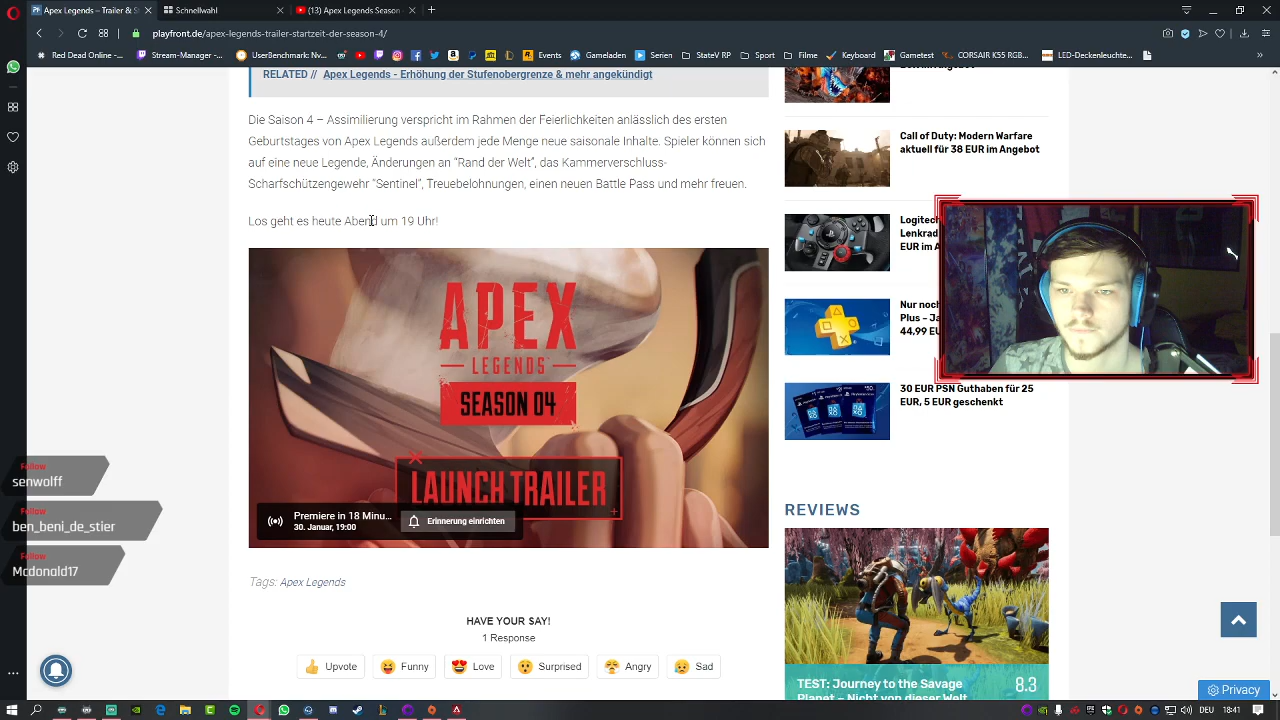 Apex Legends – Trailer & St
Schnellwahl
(13) Apex Legends Season
playfront.de/apex-legends-trailer-startzeit-der-season-4/
Youtube
Stream-Manager -...
UserBenchmark: Yo...
Events
Gameladen
Serien
StateV RP
Sport
Filme
Keyboard
Gametest
CORSAIR K55 RGB...
LED-Deckenleuchte...
RELATED // Apex Legends - Erhöhung der Stufenobergrenze & mehr angekündigt
Die Saison 4 – Assimilierung verspricht im Rahmen der Feierlichkeiten anlässlich des ersten
Geburtstages von Apex Legends außerdem jede Menge neue saisonale Inhalte. Spieler können sich
auf eine neue Legende, Änderungen an “Rand der Welt”, das Kammerverschluss-
Scharfschützengewehr “Sentinel”, Treuebelohnungen, einen neuen Battle Pass und mehr freuen.
Los geht es heute Abend um 19 Uhr!
APEX
LEGENDS
SEASON 04
LAUNCH TRAILER
Premiere in 18 Minu...
30. Januar, 19:00
Erinnerung einrichten
Tags: Apex Legends
HAVE YOUR SAY!
1 Response
Upvote
Funny
Love
Surprised
Angry
Sad
Call of Duty: Modern Warfare
aktuell für 38 EUR im Angebot
Logitech
Lenkrad
EUR im A
Nur noch
Plus – Ja
44,99 EU
30 EUR PSN Guthaben für 25
EUR, 5 EUR geschenkt
REVIEWS
TEST: Journey to the Savage
Planet – Nicht von dieser Welt
8.3
Follow
senwolff
Follow
ben_beni_de_stier
Follow
Mcdonald17
Privacy
DEU
18:41